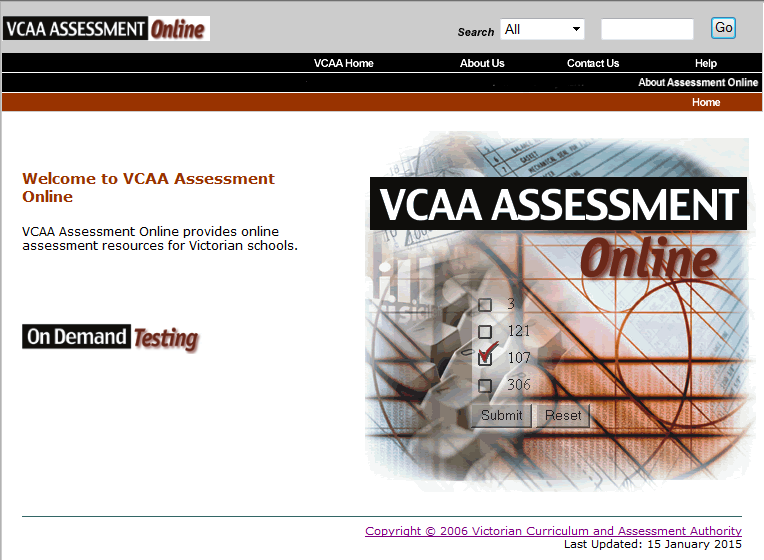 VCAA ASSESSMENT Online
Search All Go
VCAA Home About Us Contact Us Help
About Assessment Online
Home
Welcome to VCAA Assessment
Online
VCAA Assessment Online provides online
assessment resources for Victorian schools.
On Demand Testing
VCAA ASSESSMENT
Online
3
121
107
306
Submit Reset
Copyright © 2006 Victorian Curriculum and Assessment Authority
Last Updated: 15 January 2015